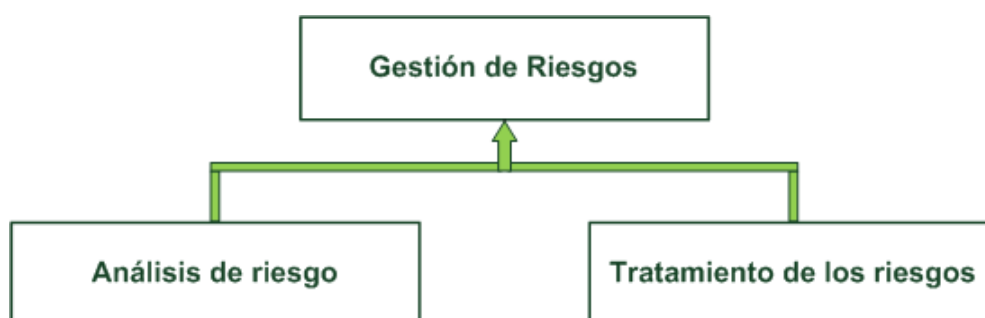 Gestión de Riesgos
Análisis de riesgo
Tratamiento de los riesgos